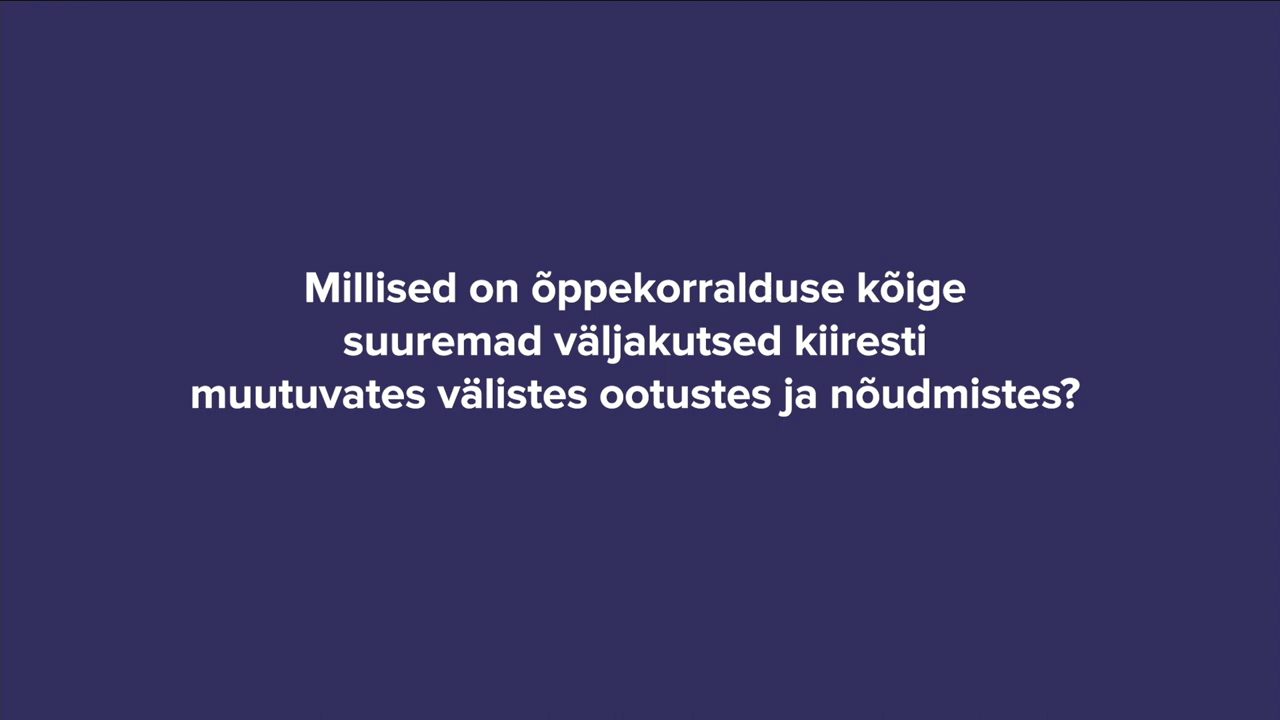 Millised on õppekorralduse kõige
suuremad väljakutsed kiiresti
muutuvates välistes ootustes ja nõudmistes?